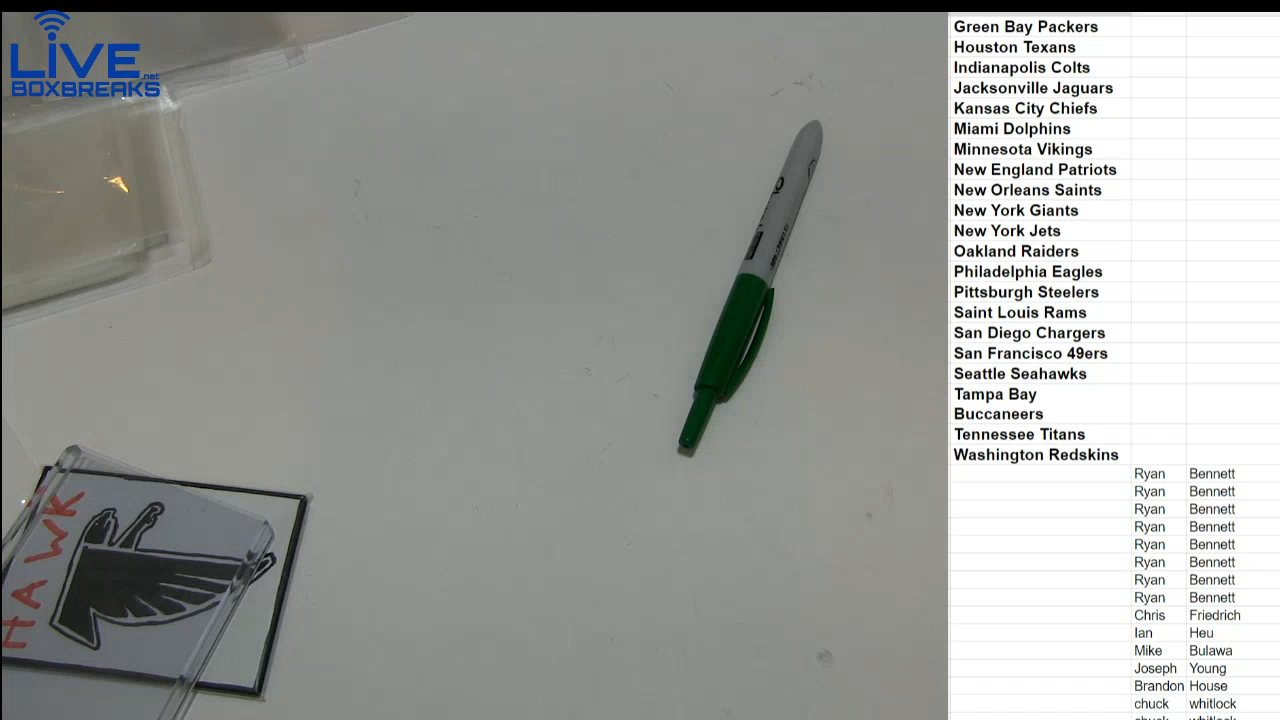 LiVE.net
BOXBREAKS
HAWK
Green Bay Packers
Houston Texans
Indianapolis Colts
Jacksonville Jaguars
Kansas City Chiefs
Miami Dolphins
Minnesota Vikings
New England Patriots
New Orleans Saints
New York Giants
New York Jets
Oakland Raiders
Philadelphia Eagles
Pittsburgh Steelers
Saint Louis Rams
San Diego Chargers
San Francisco 49ers
Seattle Seahawks
Tampa Bay
Buccaneers
Tennessee Titans
Washington Redskins
Ryan Bennett
Ryan Bennett
Ryan Bennett
Ryan Bennett
Ryan Bennett
Ryan Bennett
Ryan Bennett
Ryan Bennett
Chris Friedrich
Ian Heu
Mike Bulawa
Joseph Young
Brandon House
chuck whitlock
chuck whitlock